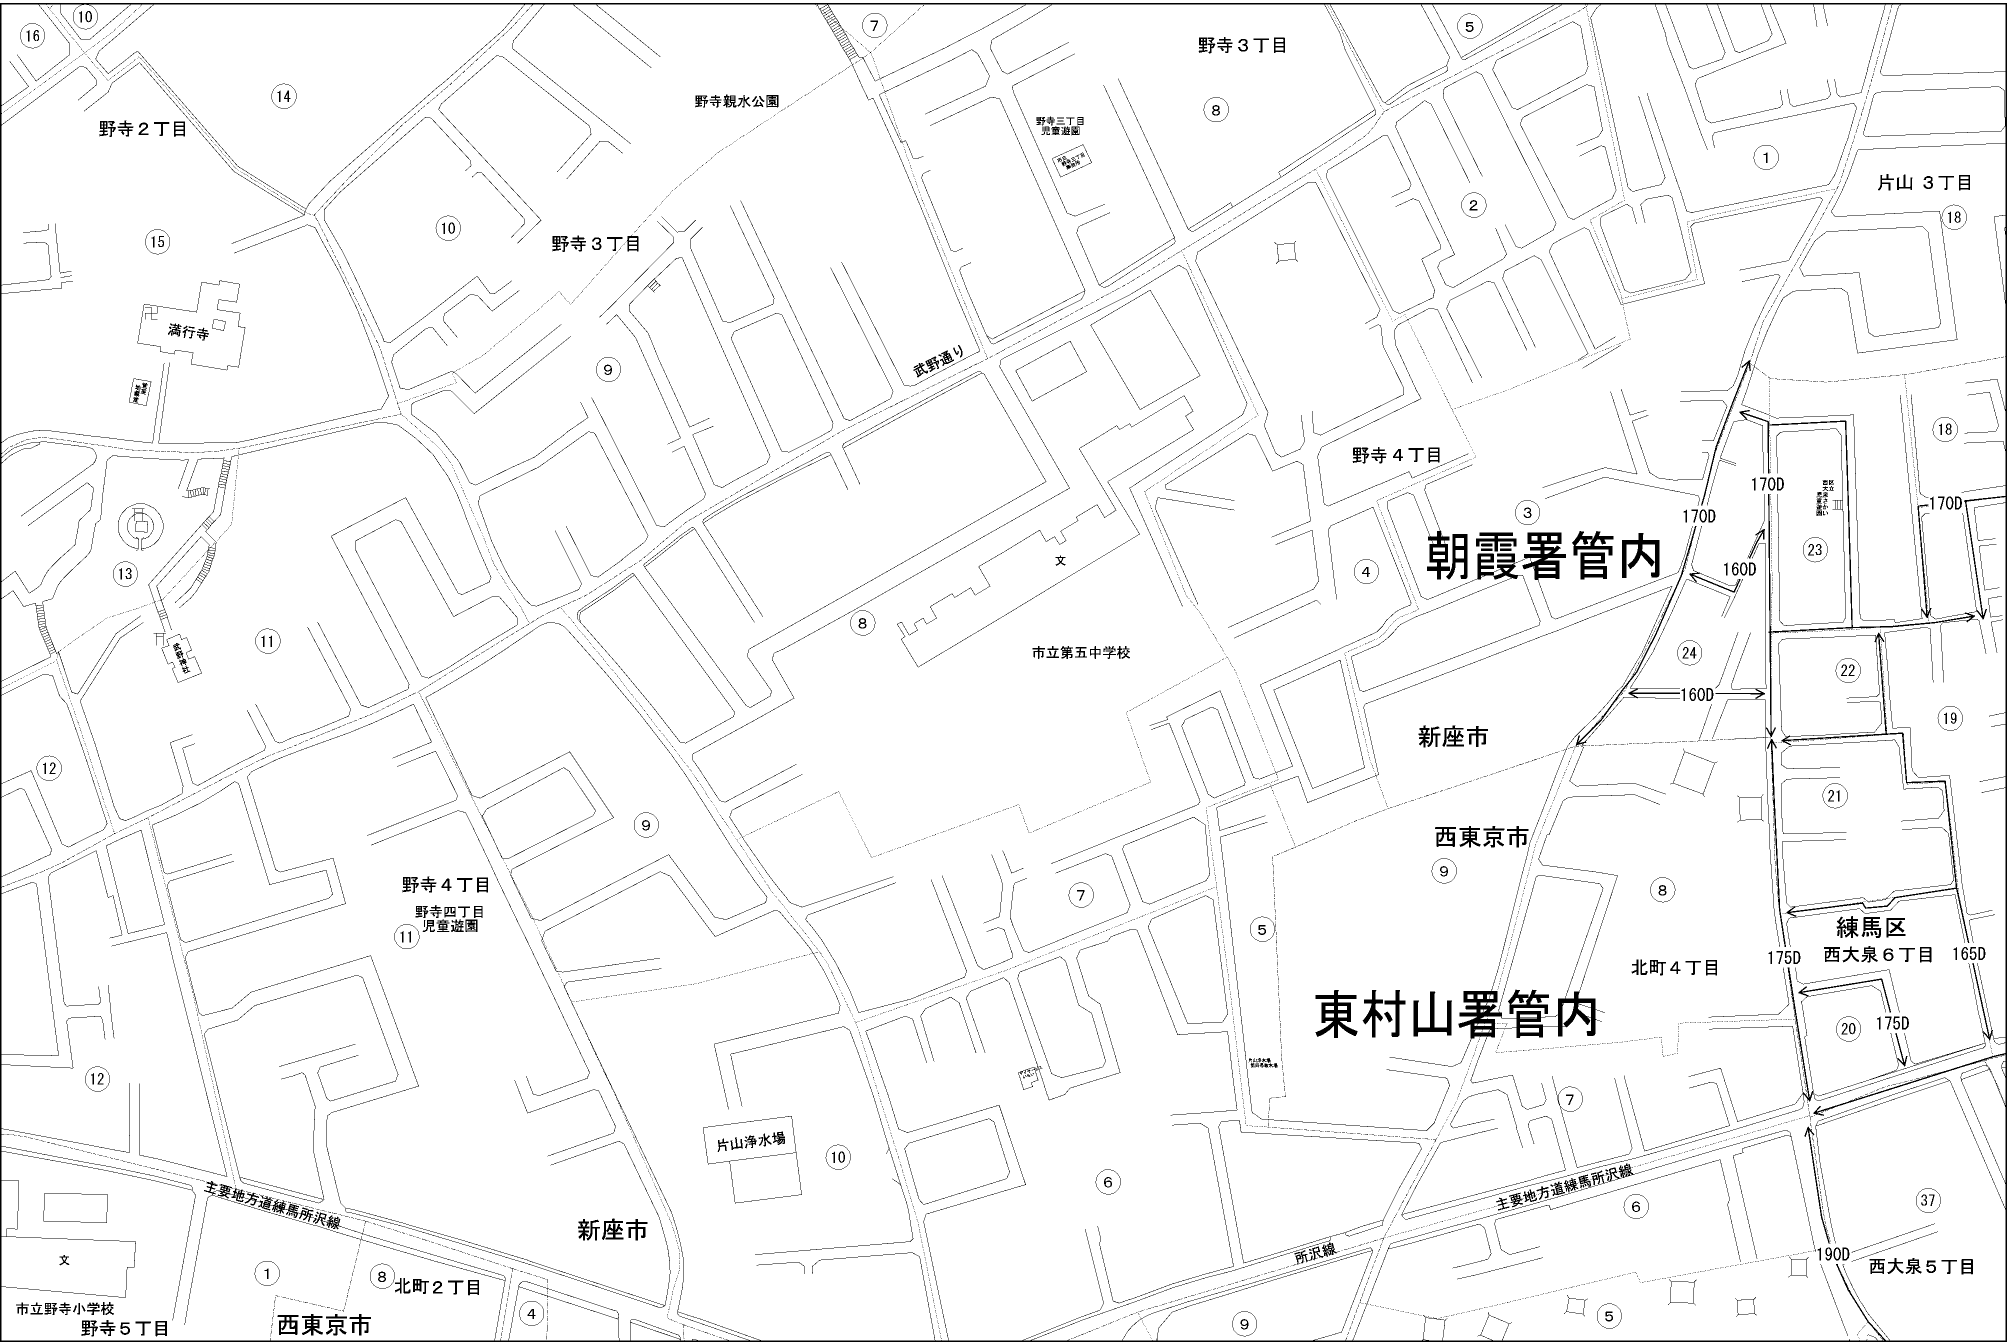 ⑩
⑯
⑦
野寺３丁目
⑤
⑭
野寺親水公園
⑧
野寺三丁目
児童遊園
野寺２丁目
①
片山 ３丁目
⑱
②
⑮
⑩
野寺３丁目
満行寺
武野通り
⑨
⑱
野寺４丁目
170D
170D
170D
③
朝霞署管内
㉓
文
160D
④
⑬
⑧
⑪
武野神社
市立第五中学校
㉔
㉒
160D
⑲
新座市
⑫
㉑
⑨
西東京市
⑨
⑧
野寺４丁目
⑦
野寺四丁目
児童遊園
⑪
⑤
練馬区
西大泉６丁目
165D
175D
北町４丁目
東村山署管内
⑳
175D
⑫
⑦
片山浄水場
⑩
⑥
主要地方道練馬所沢線
主要地方道練馬所沢線
㊲
⑥
新座市
所沢線
190D
文
①
⑧
北町２丁目
西大泉５丁目
市立野寺小学校
野寺５丁目
西東京市
④
⑨
⑤